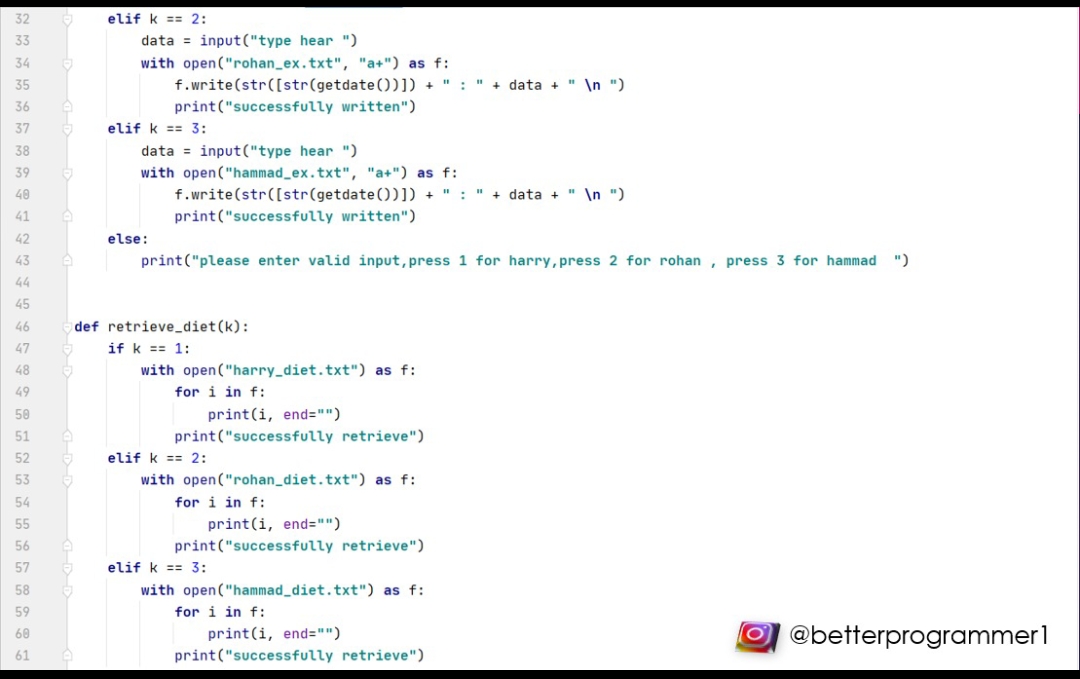 32 elif k == 2:
33 data = input("type hear ")
34 with open("rohan_ex.txt", "a+") as f:
35 f.write(str([str(getdate())]) + " : " + data + " \n ")
36 print("successfully written")
37 elif k == 3:
38 data = input("type hear ")
39 with open("hammad_ex.txt", "a+") as f:
40 f.write(str([str(getdate())]) + " : " + data + " \n ")
41 print("successfully written")
42 else:
43 print("please enter valid input,press 1 for harry,press 2 for rohan , press 3 for hammad  ")
44
45
46 def retrieve_diet(k):
47 if k == 1:
48 with open("harry_diet.txt") as f:
49 for i in f:
50 print(i, end="")
51 print("successfully retrieve")
52 elif k == 2:
53 with open("rohan_diet.txt") as f:
54 for i in f:
55 print(i, end="")
56 print("successfully retrieve")
57 elif k == 3:
58 with open("hammad_diet.txt") as f:
59 for i in f:
60 print(i, end="")
61 print("successfully retrieve")
@betterprogrammer1